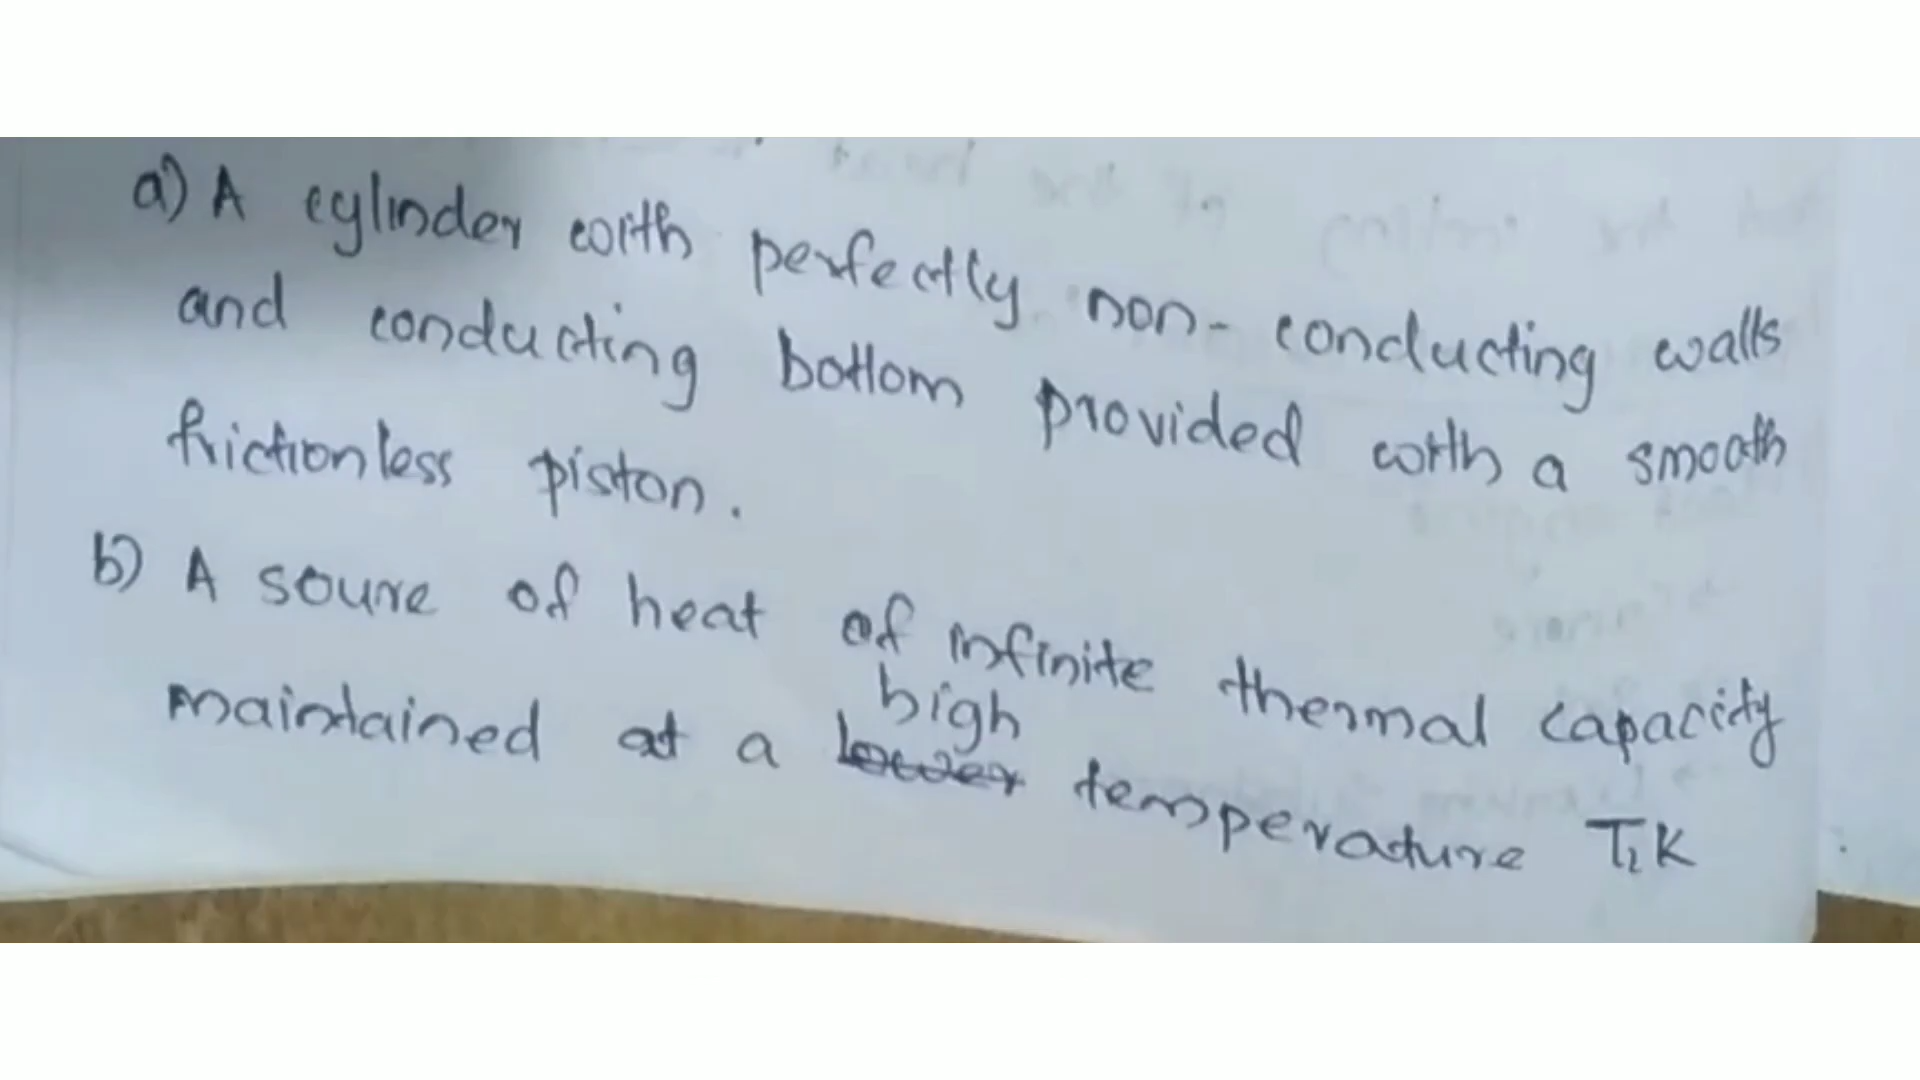 a) A cylinder with perfectly non-conducting walls
and conducting bottom provided with a smooth
frictionless piston.
b) A soure of heat of infinite thermal capacity
maintained at a ~~lower~~ high temperature T₁K